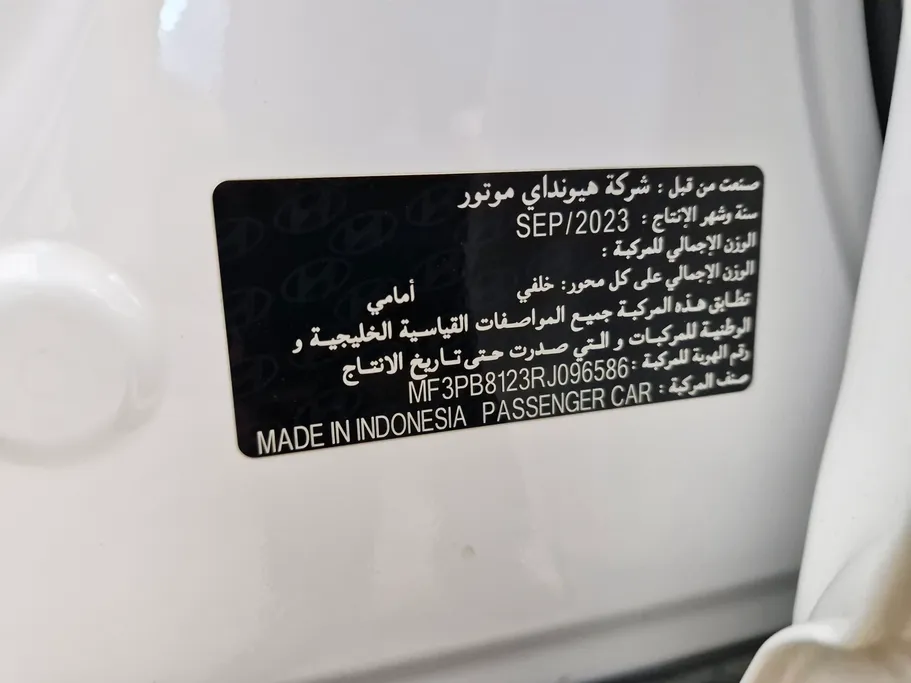 صنعت من قبل : شركة هيونداي موتور
سنة وشهر الإنتاج : SEP/2023
الوزن الإجمالي للمركبة :
الوزن الإجمالي على كل محور: خلفي أمامي
تطابق هذه المركبة جميع المواصفات القياسية الخليجية و
الوطنية للمركبات و التي صدرت حتى تاريخ الانتاج
رقم الهوية للمركبة : MF3PB8123RJ096586
صنف المركبة : PASSENGER CAR MADE IN INDONESIA